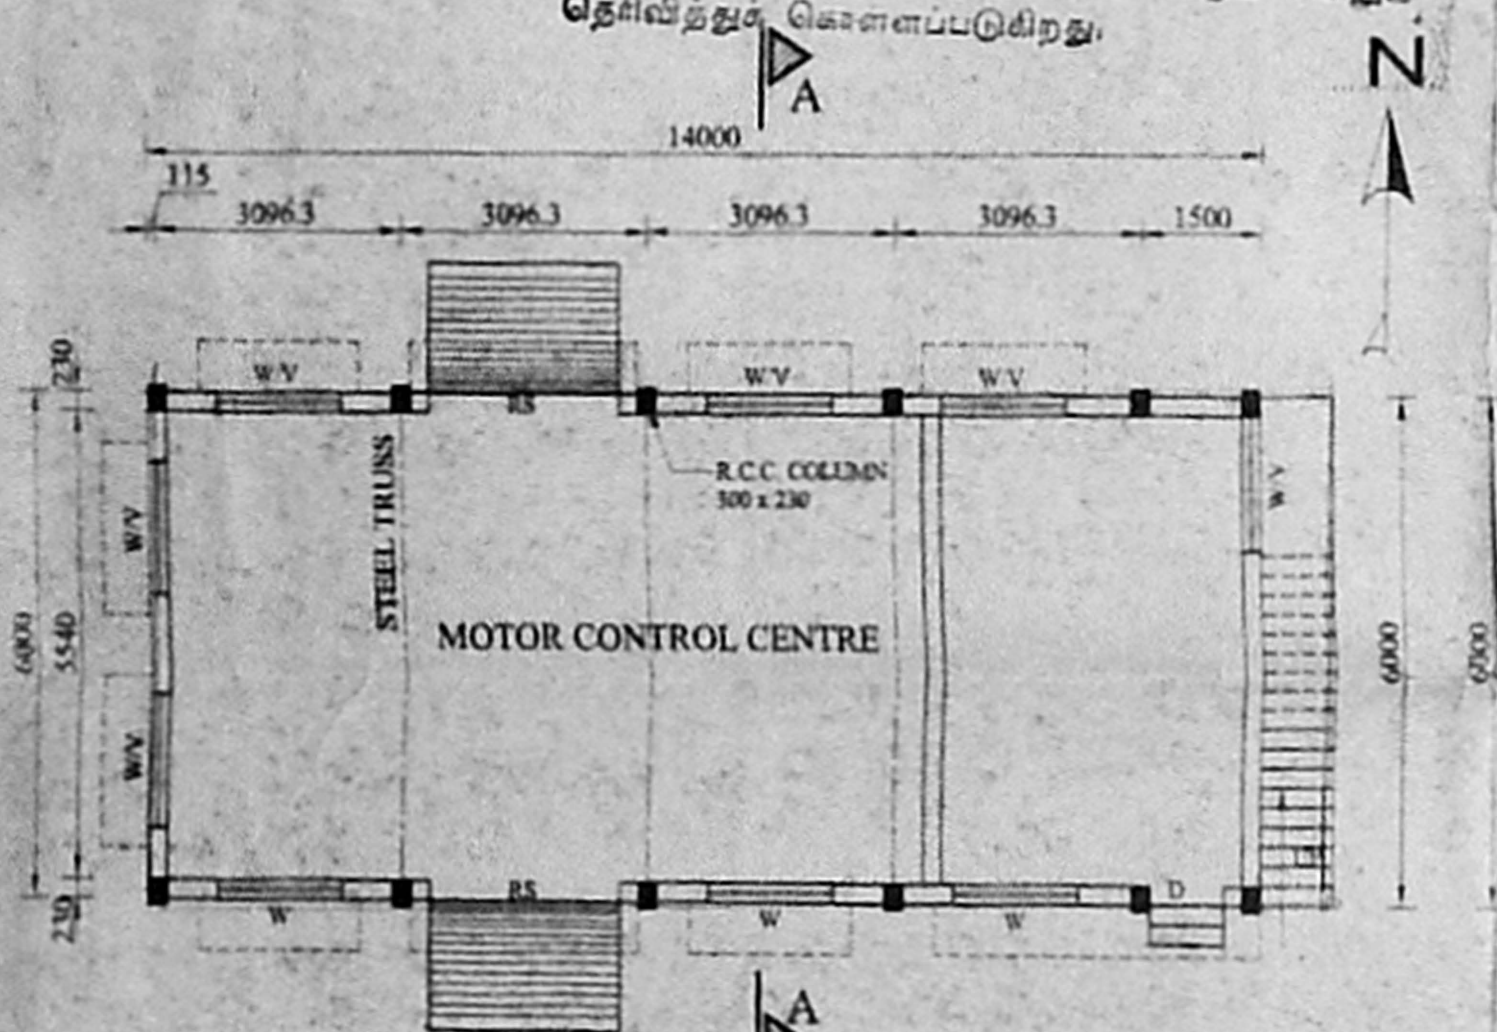 தெரிவித்துக் கொள்ளப்படுகிறது.
N
A
14000
115
3096.3 3096.3 3096.3 3096.3 1500
230
W/V W/V W/V
RS
STEEL TRUSS
R.C.C. COLUMN
300 x 230
W/V
W/V
MOTOR CONTROL CENTRE
6000
5540
6000
W/V
RS
D
W W W
230
A